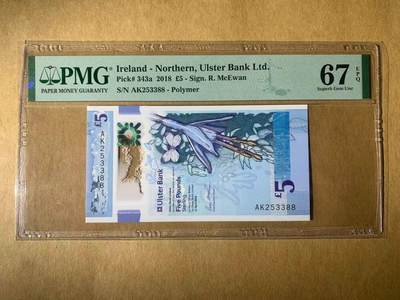 PMG
PAPER MONEY GUARANTY
Ireland - Northern, Ulster Bank Ltd.
Pick# 343a 2018 £5 - Sign. R. McEwan
S/N AK253388 - Polymer
67 EPQ
Superb Gem Unc
£5
AK253388
Ulster Bank
Five Pounds
Sterling
£5
AK253388